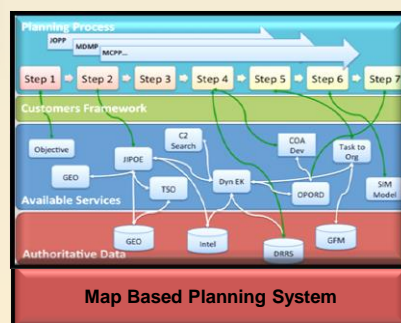 Planning Process
JOPP
MDMP
MCPP...
Step 1 Step 2 Step 3 Step 4 Step 5 Step 6 Step 7
Customers Framework
Objective
JIPOE
C2 Search
COA Dev
Task to Org
GEO
TSO
Dyn EK
OPORD
SIM Model
Available Services
GEO
Intel
DRRS
GFM
Authoritative Data
Map Based Planning System